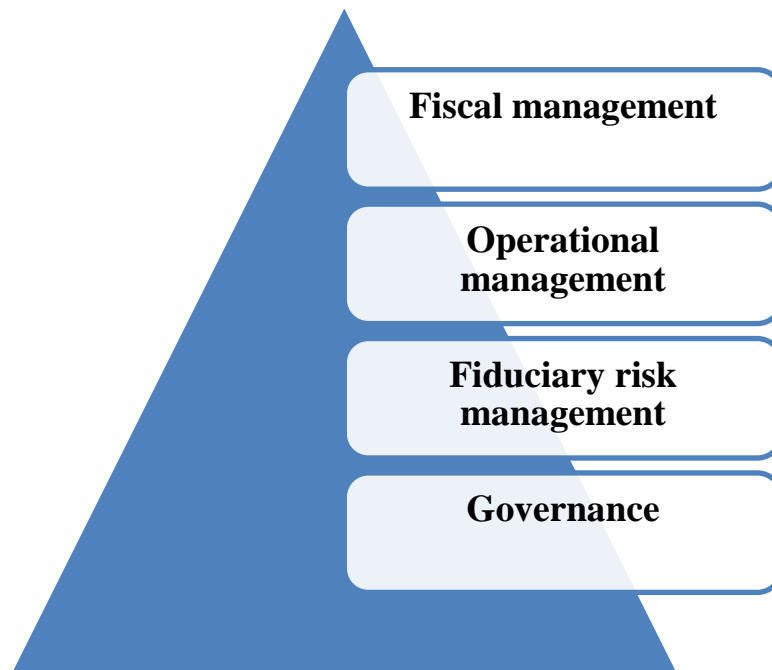 Fiscal management
Operational
management
Fiduciary risk
management
Governance